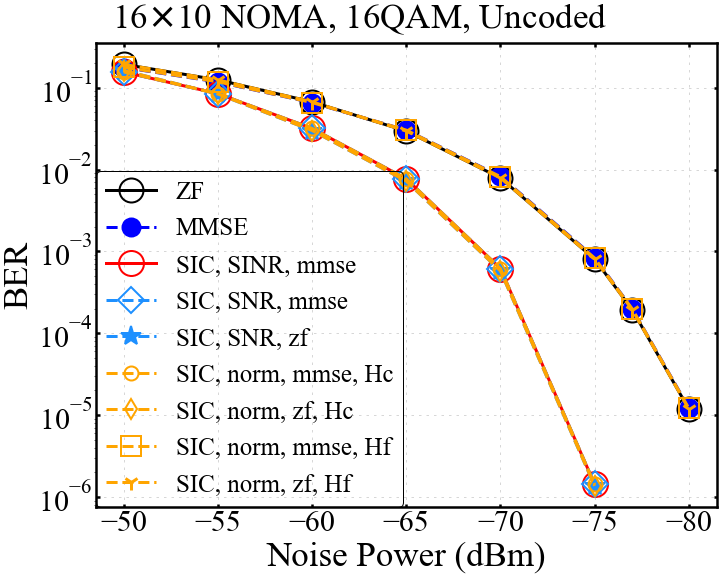 16×10 NOMA, 16QAM, Uncoded
BER
10⁻¹
10⁻²
10⁻³
10⁻⁴
10⁻⁵
10⁻⁶
ZF
MMSE
SIC, SINR, mmse
SIC, SNR, mmse
SIC, SNR, zf
SIC, norm, mmse, Hc
SIC, norm, zf, Hc
SIC, norm, mmse, Hf
SIC, norm, zf, Hf
−50 −55 −60 −65 −70 −75 −80
Noise Power (dBm)